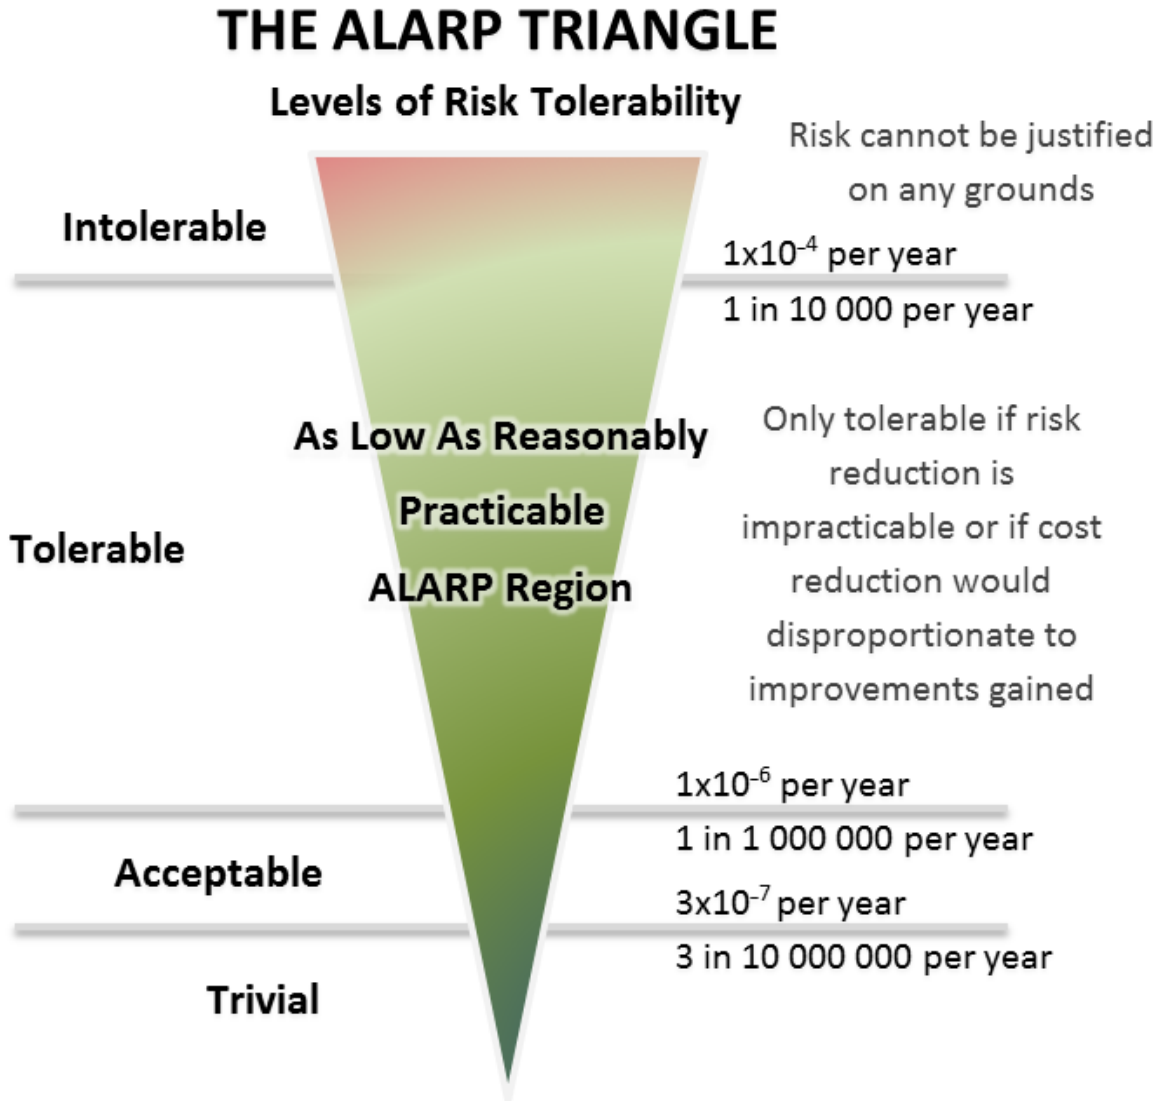 THE ALARP TRIANGLE
Levels of Risk Tolerability
Risk cannot be justified
on any grounds
Intolerable
1x10⁻⁴ per year
1 in 10 000 per year
As Low As Reasonably
Practicable
ALARP Region
Only tolerable if risk
reduction is
impracticable or if cost
reduction would
disproportionate to
improvements gained
Tolerable
1x10⁻⁶ per year
1 in 1 000 000 per year
Acceptable
3x10⁻⁷ per year
3 in 10 000 000 per year
Trivial